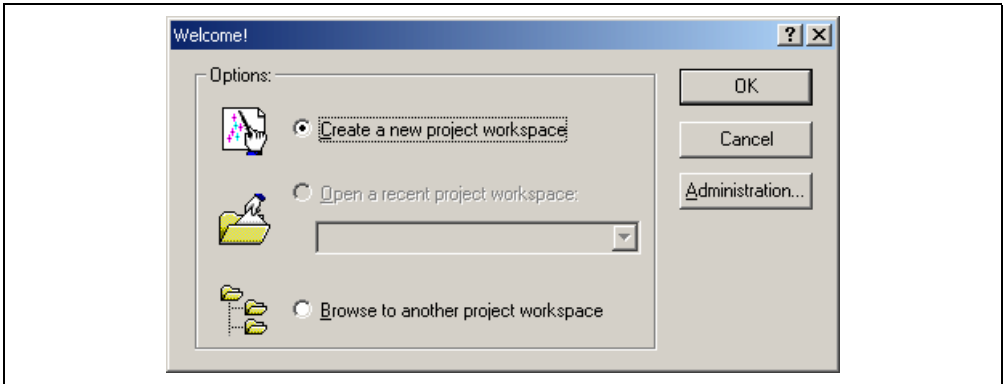 Welcome!
Options:
Create a new project workspace
Open a recent project workspace:
Browse to another project workspace
OK
Cancel
Administration...